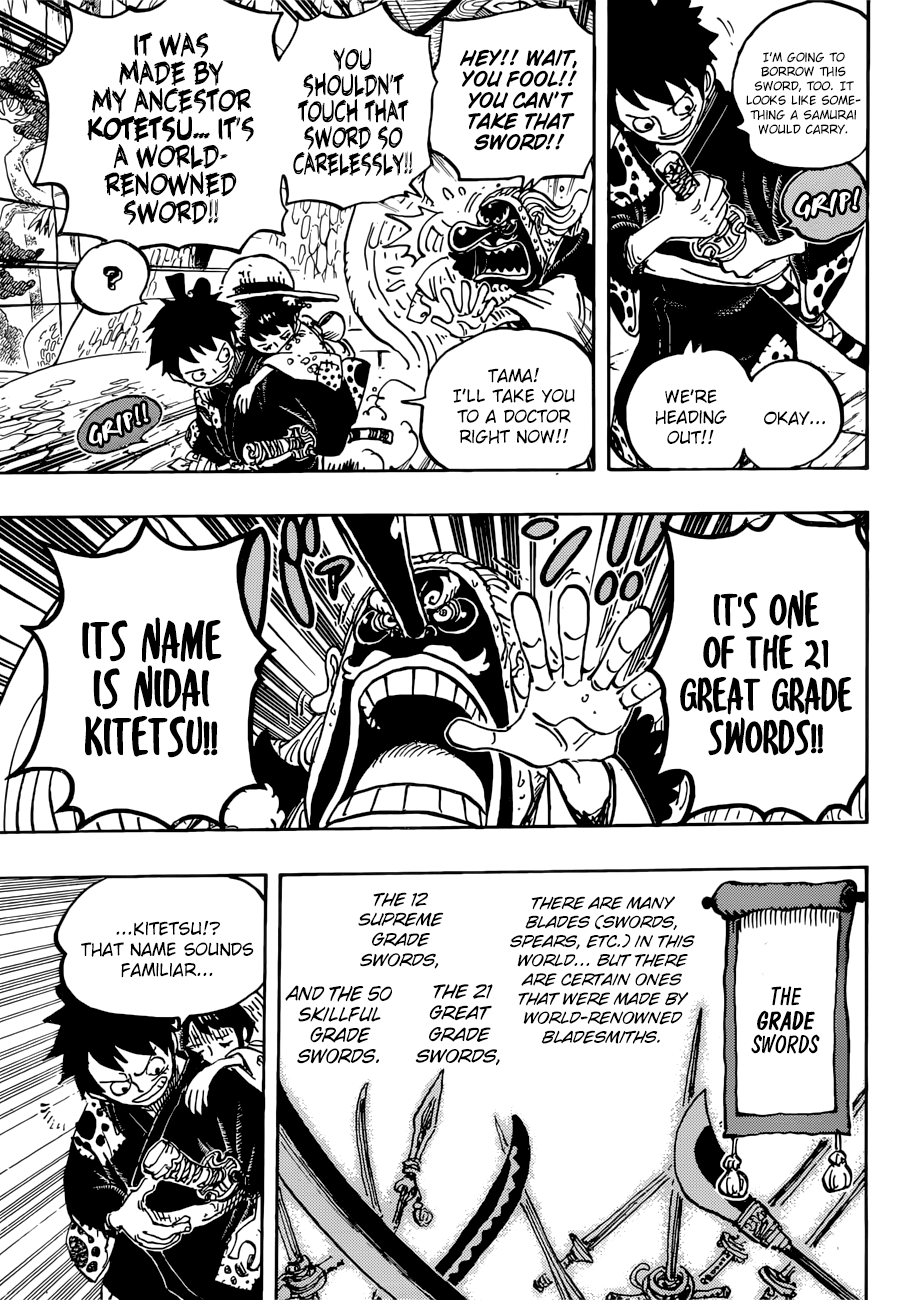 I'M GOING TO
BORROW THIS
SWORD, TOO. IT
LOOKS LIKE SOME-
THING A SAMURAI
WOULD CARRY.
GRIP!
OKAY...
WE'RE
HEADING
OUT!!
HEY!! WAIT,
YOU FOOL!!
YOU CAN'T
TAKE THAT
SWORD!!
YOU
SHOULDN'T
TOUCH THAT
SWORD SO
CARELESSLY!!
IT WAS
MADE BY
MY ANCESTOR
KOTETSU... IT'S
A WORLD-
RENOWNED
SWORD!!
?
GRIP!!
TAMA!
I'LL TAKE YOU
TO A DOCTOR
RIGHT NOW!!
IT'S ONE
OF THE 21
GREAT GRADE
SWORDS!!
ITS NAME
IS NIDAI
KITETSU!!
THE
GRADE
SWORDS
THERE ARE MANY
BLADES (SWORDS,
SPEARS, ETC.) IN THIS
WORLD... BUT THERE
ARE CERTAIN ONES
THAT WERE MADE BY
WORLD-RENOWNED
BLADESMITHS.
THE 12
SUPREME
GRADE
SWORDS,
THE 21
GREAT
GRADE
SWORDS,
AND THE 50
SKILLFUL
GRADE
SWORDS.
...KITETSU!?
THAT NAME SOUNDS
FAMILIAR...